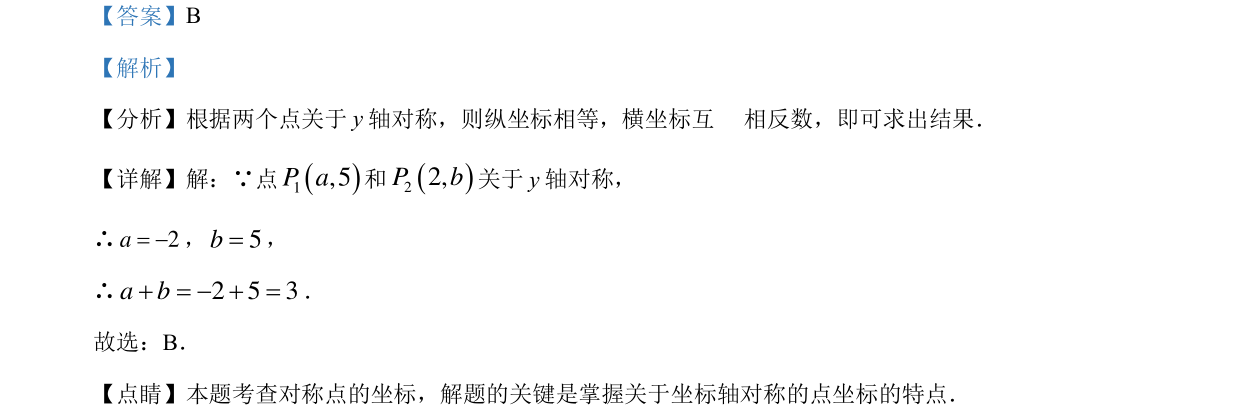 【答案】B
【解析】
【分析】根据两个点关于 y 轴对称，则纵坐标相等，横坐标互 相反数，即可求出结果．
【详解】解：∵点 P₁(a,5) 和 P₂(2,b) 关于 y 轴对称，
∴ a = −2，b = 5，
∴ a + b = −2 + 5 = 3．
故选：B．
【点睛】本题考查对称点的坐标，解题的关键是掌握关于坐标轴对称的点坐标的特点．